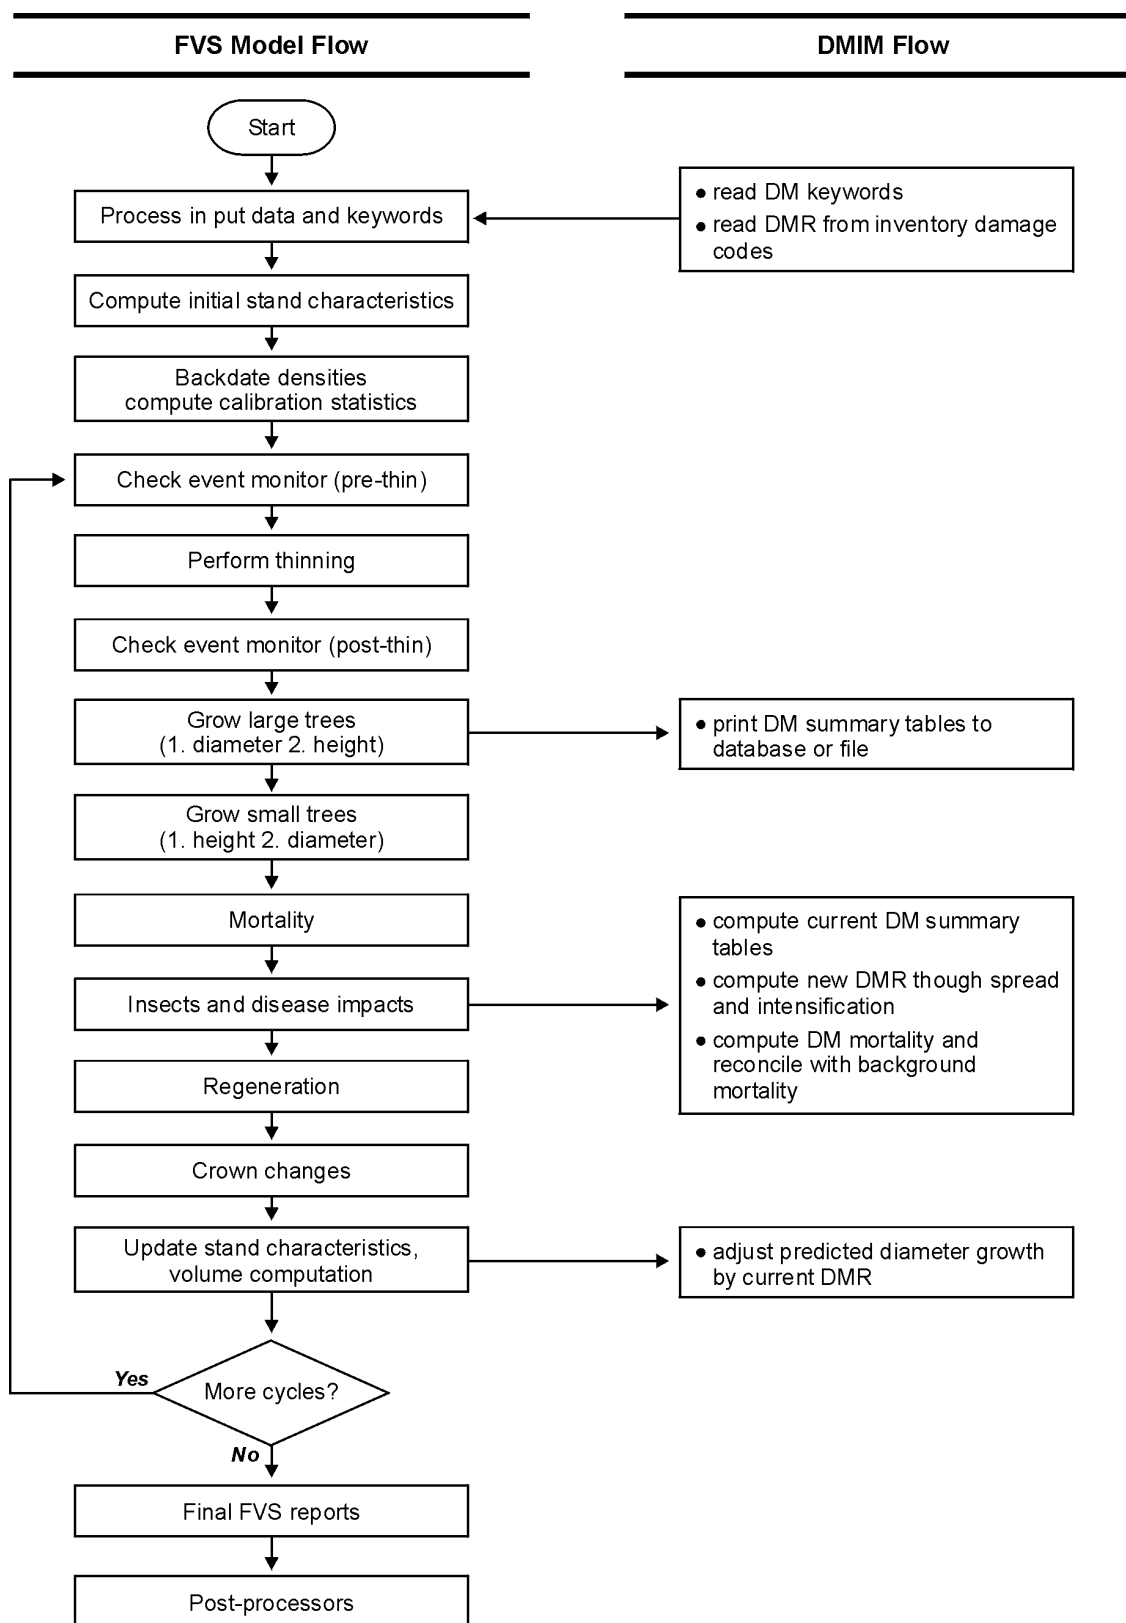 FVS Model Flow
DMIM Flow
Start
Process in put data and keywords
• read DM keywords
• read DMR from inventory damage
codes
Compute initial stand characteristics
Backdate densities
compute calibration statistics
Check event monitor (pre-thin)
Perform thinning
Check event monitor (post-thin)
Grow large trees
(1. diameter 2. height)
• print DM summary tables to
database or file
Grow small trees
(1. height 2. diameter)
Mortality
Insects and disease impacts
• compute current DM summary
tables
• compute new DMR though spread
and intensification
• compute DM mortality and
reconcile with background
mortality
Regeneration
Crown changes
Update stand characteristics,
volume computation
• adjust predicted diameter growth
by current DMR
More cycles?
Yes
No
Final FVS reports
Post-processors